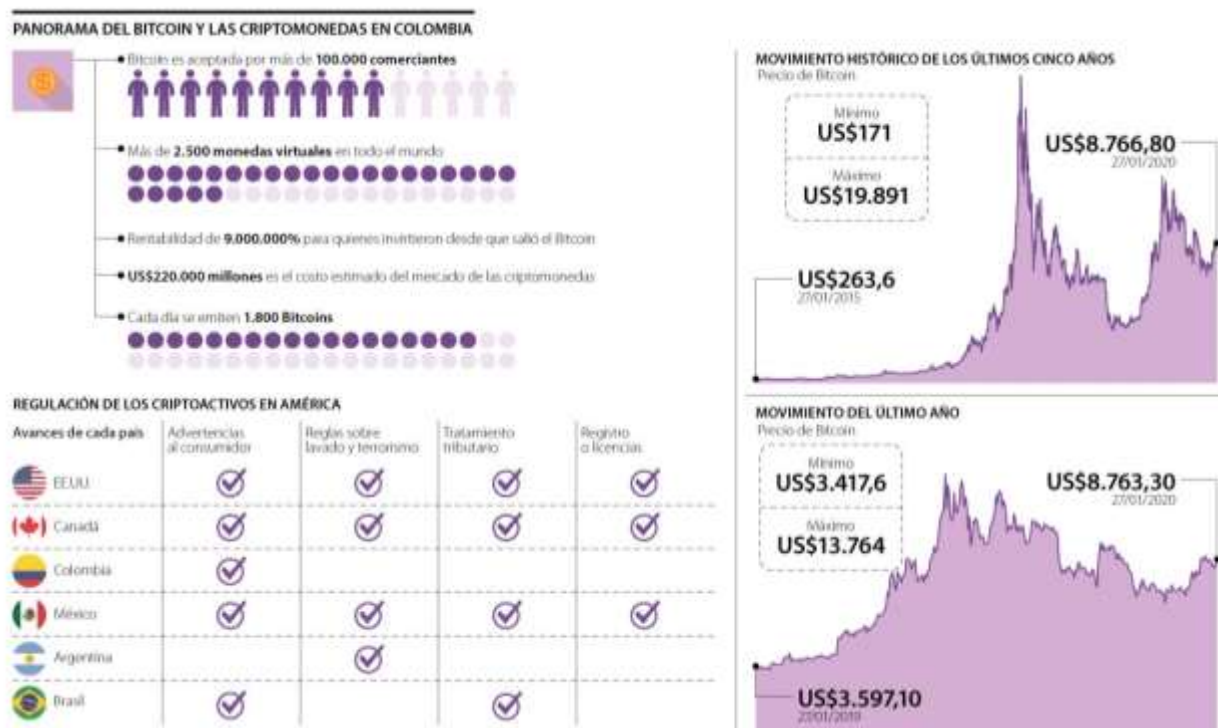 PANORAMA DEL BITCOIN Y LAS CRIPTOMONEDAS EN COLOMBIA
Bitcoin es aceptada por más de 100.000 comerciantes
Más de 2.500 monedas virtuales en todo el mundo
Rentabilidad de 9.000.000% para quienes invirtieron desde que salió el Bitcoin
US$220.000 millones es el costo estimado del mercado de las criptomonedas
Cada día se emiten 1.800 Bitcoins
REGULACIÓN DE LOS CRIPTOACTIVOS EN AMÉRICA
Avances de cada país
Advertencias
al consumidor
Reglas sobre
lavado y terrorismo
Tratamiento
tributario
Registro
o licencias
EE.UU.
Canadá
Colombia
México
Argentina
Brasil
MOVIMIENTO HISTÓRICO DE LOS ÚLTIMOS CINCO AÑOS
Precio de Bitcoin
Mínimo
US$171
Máximo
US$19.891
US$8.766,80
27/01/2020
US$263,6
27/01/2015
MOVIMIENTO DEL ÚLTIMO AÑO
Precio de Bitcoin
Mínimo
US$3.417,6
Máximo
US$13.764
US$8.763,30
27/01/2020
US$3.597,10
27/01/2019